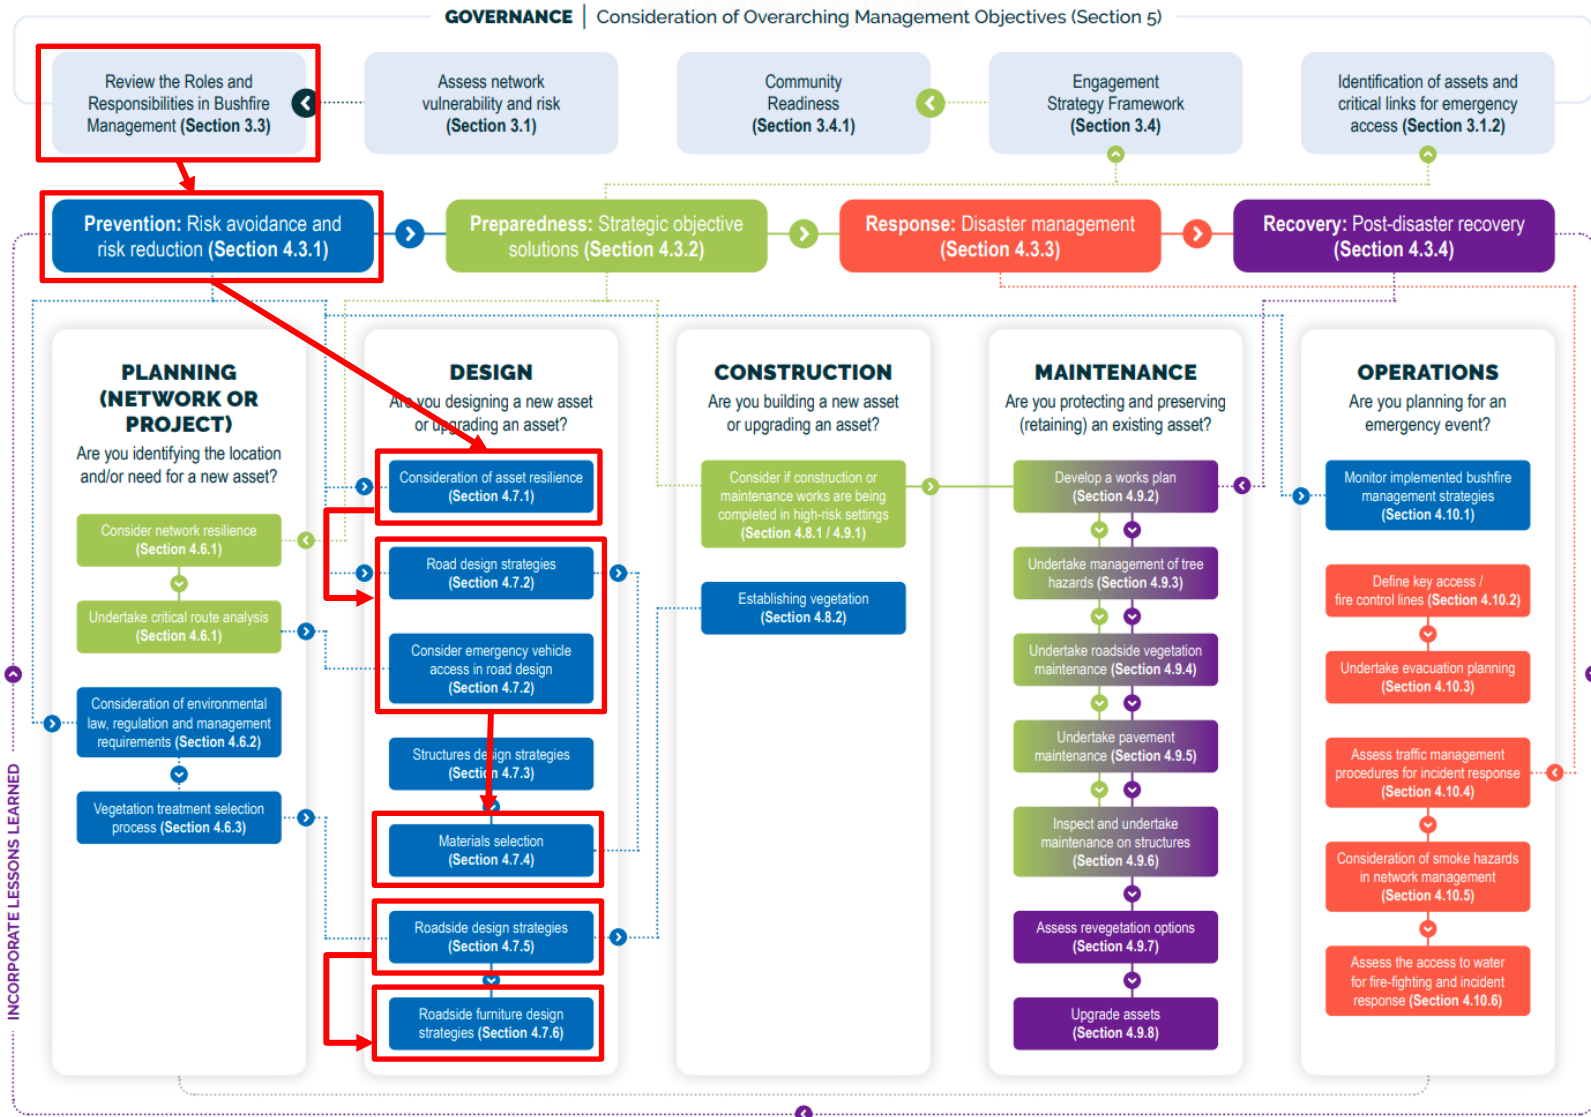 GOVERNANCE | Consideration of Overarching Management Objectives (Section 5)
Review the Roles and
Responsibilities in Bushfire
Management (Section 3.3)
Assess network
vulnerability and risk
(Section 3.1)
Community
Readiness
(Section 3.4.1)
Engagement
Strategy Framework
(Section 3.4)
Identification of assets and
critical links for emergency
access (Section 3.1.2)
Prevention: Risk avoidance and
risk reduction (Section 4.3.1)
Preparedness: Strategic objective
solutions (Section 4.3.2)
Response: Disaster management
(Section 4.3.3)
Recovery: Post-disaster recovery
(Section 4.3.4)
PLANNING
(NETWORK OR
PROJECT)
Are you identifying the location
and/or need for a new asset?
Consider network resilience
(Section 4.6.1)
Undertake critical route analysis
(Section 4.6.1)
Consideration of environmental
law, regulation and management
requirements (Section 4.6.2)
Vegetation treatment selection
process (Section 4.6.3)
DESIGN
Are you designing a new asset
or upgrading an asset?
Consideration of asset resilience
(Section 4.7.1)
Road design strategies
(Section 4.7.2)
Consider emergency vehicle
access in road design
(Section 4.7.2)
Structures design strategies
(Section 4.7.3)
Materials selection
(Section 4.7.4)
Roadside design strategies
(Section 4.7.5)
Roadside furniture design
strategies (Section 4.7.6)
CONSTRUCTION
Are you building a new asset
or upgrading an asset?
Consider if construction or
maintenance works are being
completed in high-risk settings
(Section 4.8.1 / 4.9.1)
Establishing vegetation
(Section 4.8.2)
MAINTENANCE
Are you protecting and preserving
(retaining) an existing asset?
Develop a works plan
(Section 4.9.2)
Undertake management of tree
hazards (Section 4.9.3)
Undertake roadside vegetation
maintenance (Section 4.9.4)
Undertake pavement
maintenance (Section 4.9.5)
Inspect and undertake
maintenance on structures
(Section 4.9.6)
Assess revegetation options
(Section 4.9.7)
Upgrade assets
(Section 4.9.8)
OPERATIONS
Are you planning for an
emergency event?
Monitor implemented bushfire
management strategies
(Section 4.10.1)
Define key access /
fire control lines (Section 4.10.2)
Undertake evacuation planning
(Section 4.10.3)
Assess traffic management
procedures for incident response
(Section 4.10.4)
Consideration of smoke hazards
in network management
(Section 4.10.5)
Assess the access to water
for fire-fighting and incident
response (Section 4.10.6)
INCORPORATE LESSONS LEARNED